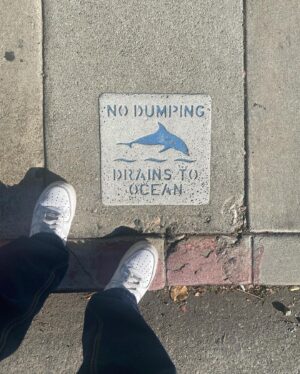 NO DUMPING
DRAINS TO
OCEAN